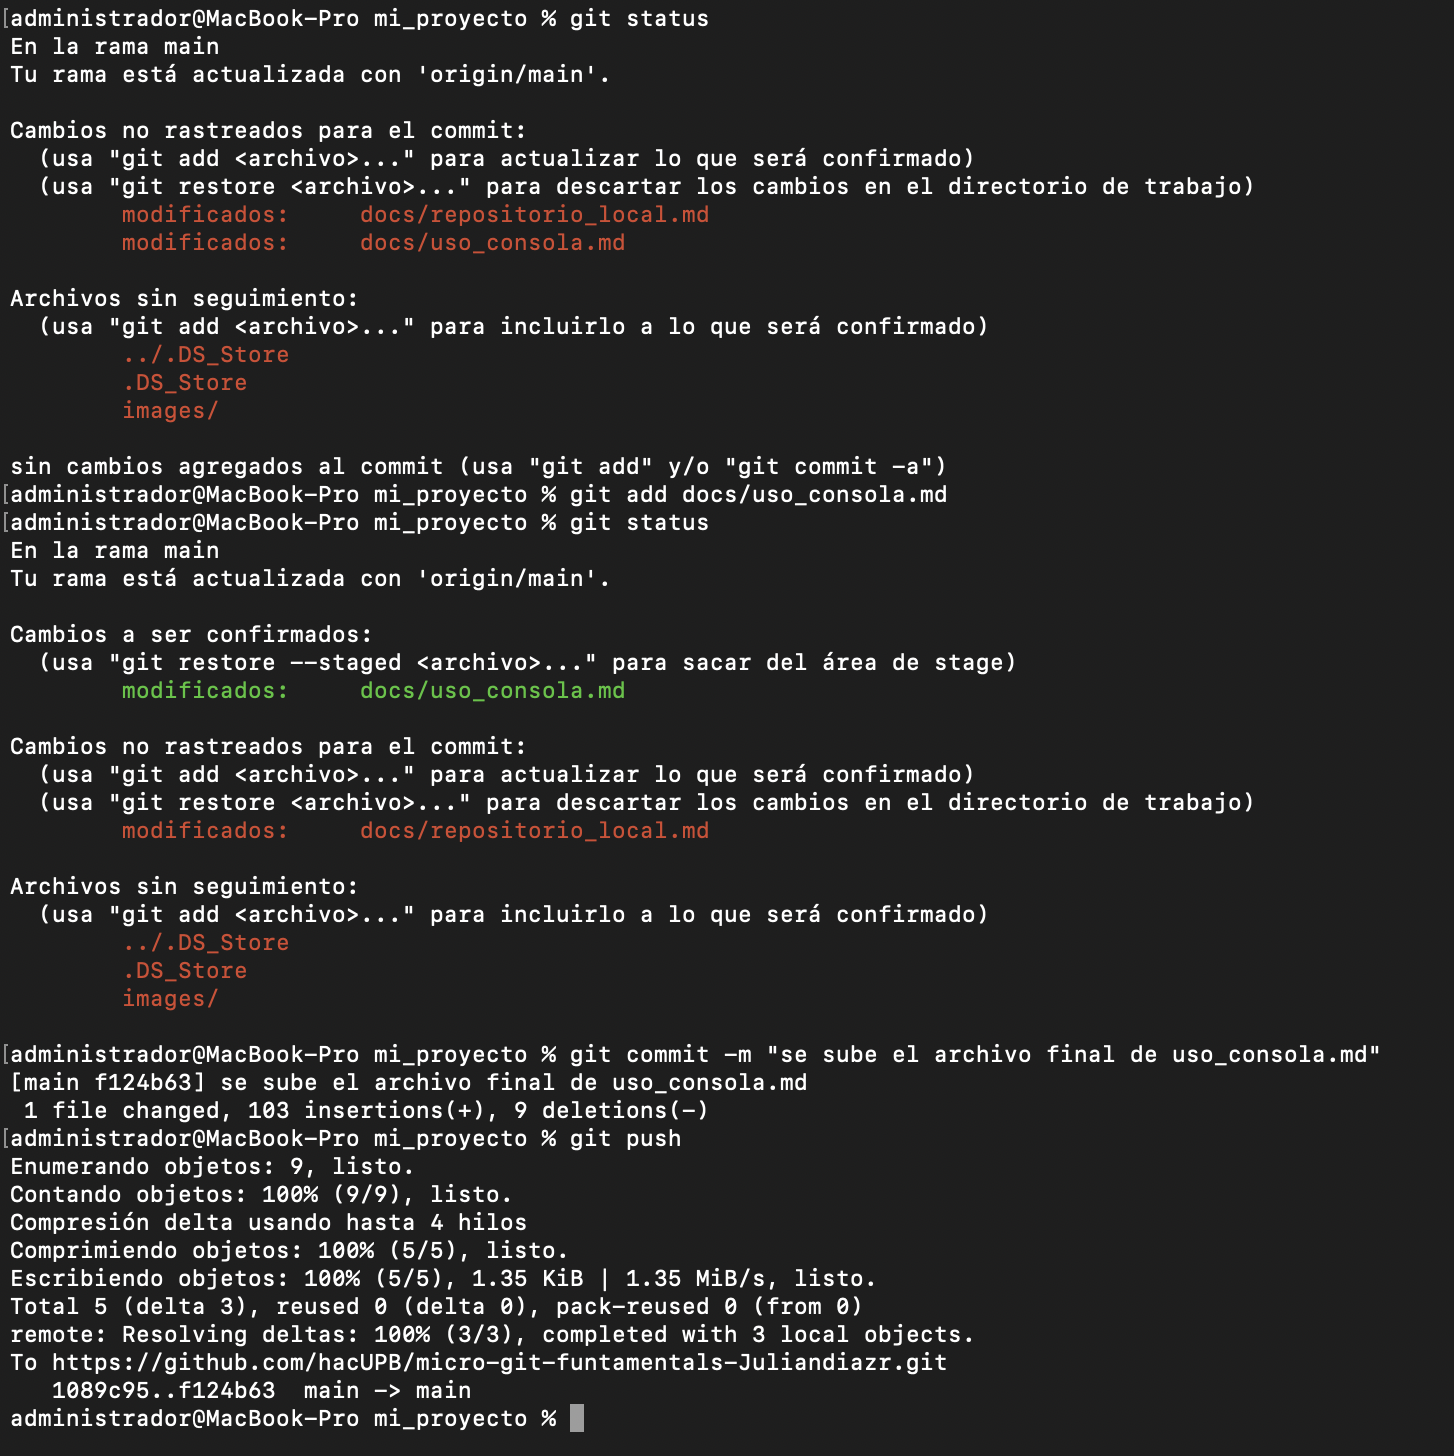 [administrador@MacBook-Pro mi_proyecto % git status
En la rama main
Tu rama está actualizada con 'origin/main'.
Cambios no rastreados para el commit:
  (usa "git add <archivo>..." para actualizar lo que será confirmado)
  (usa "git restore <archivo>..." para descartar los cambios en el directorio de trabajo)
        modificados:     docs/repositorio_local.md
        modificados:     docs/uso_consola.md
Archivos sin seguimiento:
  (usa "git add <archivo>..." para incluirlo a lo que será confirmado)
        ../.DS_Store
        .DS_Store
        images/
sin cambios agregados al commit (usa "git add" y/o "git commit -a")
[administrador@MacBook-Pro mi_proyecto % git add docs/uso_consola.md
[administrador@MacBook-Pro mi_proyecto % git status
En la rama main
Tu rama está actualizada con 'origin/main'.
Cambios a ser confirmados:
  (usa "git restore --staged <archivo>..." para sacar del área de stage)
        modificados:     docs/uso_consola.md
Cambios no rastreados para el commit:
  (usa "git add <archivo>..." para actualizar lo que será confirmado)
  (usa "git restore <archivo>..." para descartar los cambios en el directorio de trabajo)
        modificados:     docs/repositorio_local.md
Archivos sin seguimiento:
  (usa "git add <archivo>..." para incluirlo a lo que será confirmado)
        ../.DS_Store
        .DS_Store
        images/
[administrador@MacBook-Pro mi_proyecto % git commit -m "se sube el archivo final de uso_consola.md"
[main f124b63] se sube el archivo final de uso_consola.md
 1 file changed, 103 insertions(+), 9 deletions(-)
[administrador@MacBook-Pro mi_proyecto % git push
Enumerando objetos: 9, listo.
Contando objetos: 100% (9/9), listo.
Compresión delta usando hasta 4 hilos
Comprimiendo objetos: 100% (5/5), listo.
Escribiendo objetos: 100% (5/5), 1.35 KiB | 1.35 MiB/s, listo.
Total 5 (delta 3), reused 0 (delta 0), pack-reused 0 (from 0)
remote: Resolving deltas: 100% (3/3), completed with 3 local objects.
To https://github.com/hacUPB/micro-git-funtamentals-Juliandiazr.git
   1089c95..f124b63  main -> main
administrador@MacBook-Pro mi_proyecto %